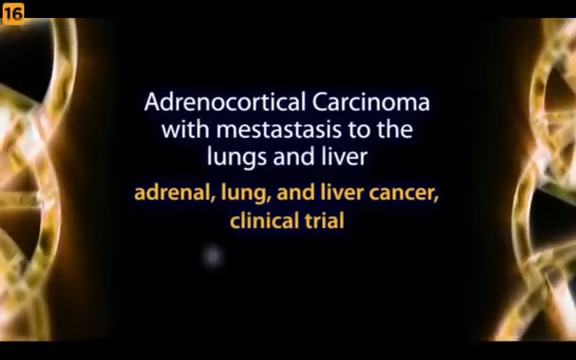 16
Adrenocortical Carcinoma
with mestastasis to the
lungs and liver
adrenal, lung, and liver cancer,
clinical trial